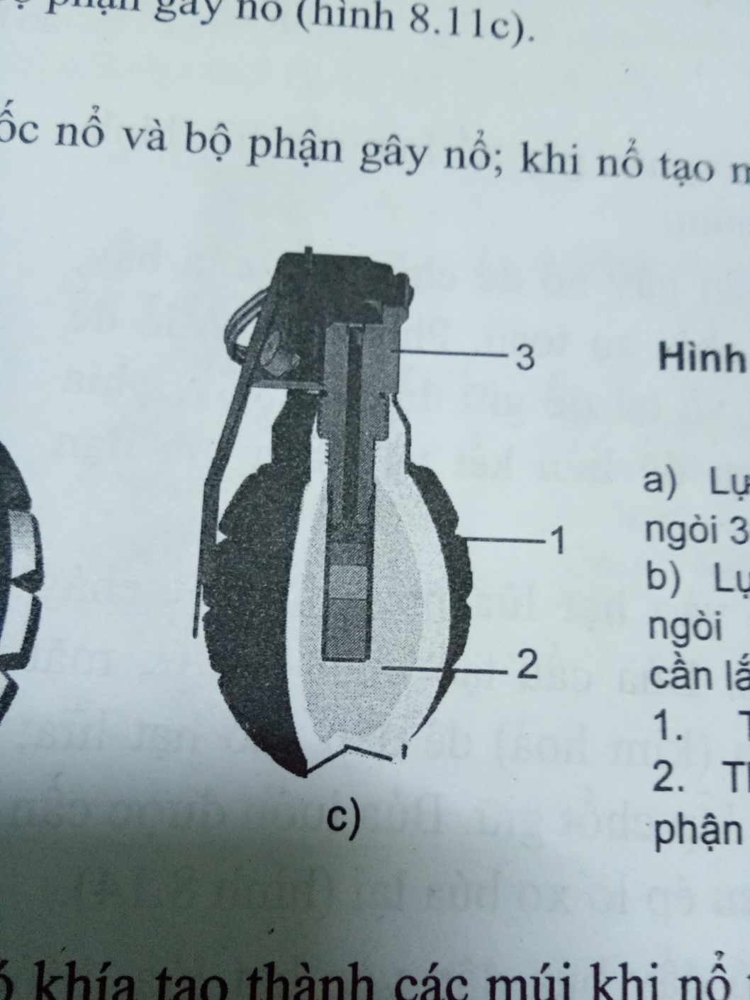 phận gây nổ (hình 8.11c).
ốc nổ và bộ phận gây nổ; khi nổ tạo
3
Hình
1
a) Lự
ngòi 3
b) Lự
ngòi
2
cần lắ
1. T
2. Th
phận
c)
khía tạo thành các múi khi nổ